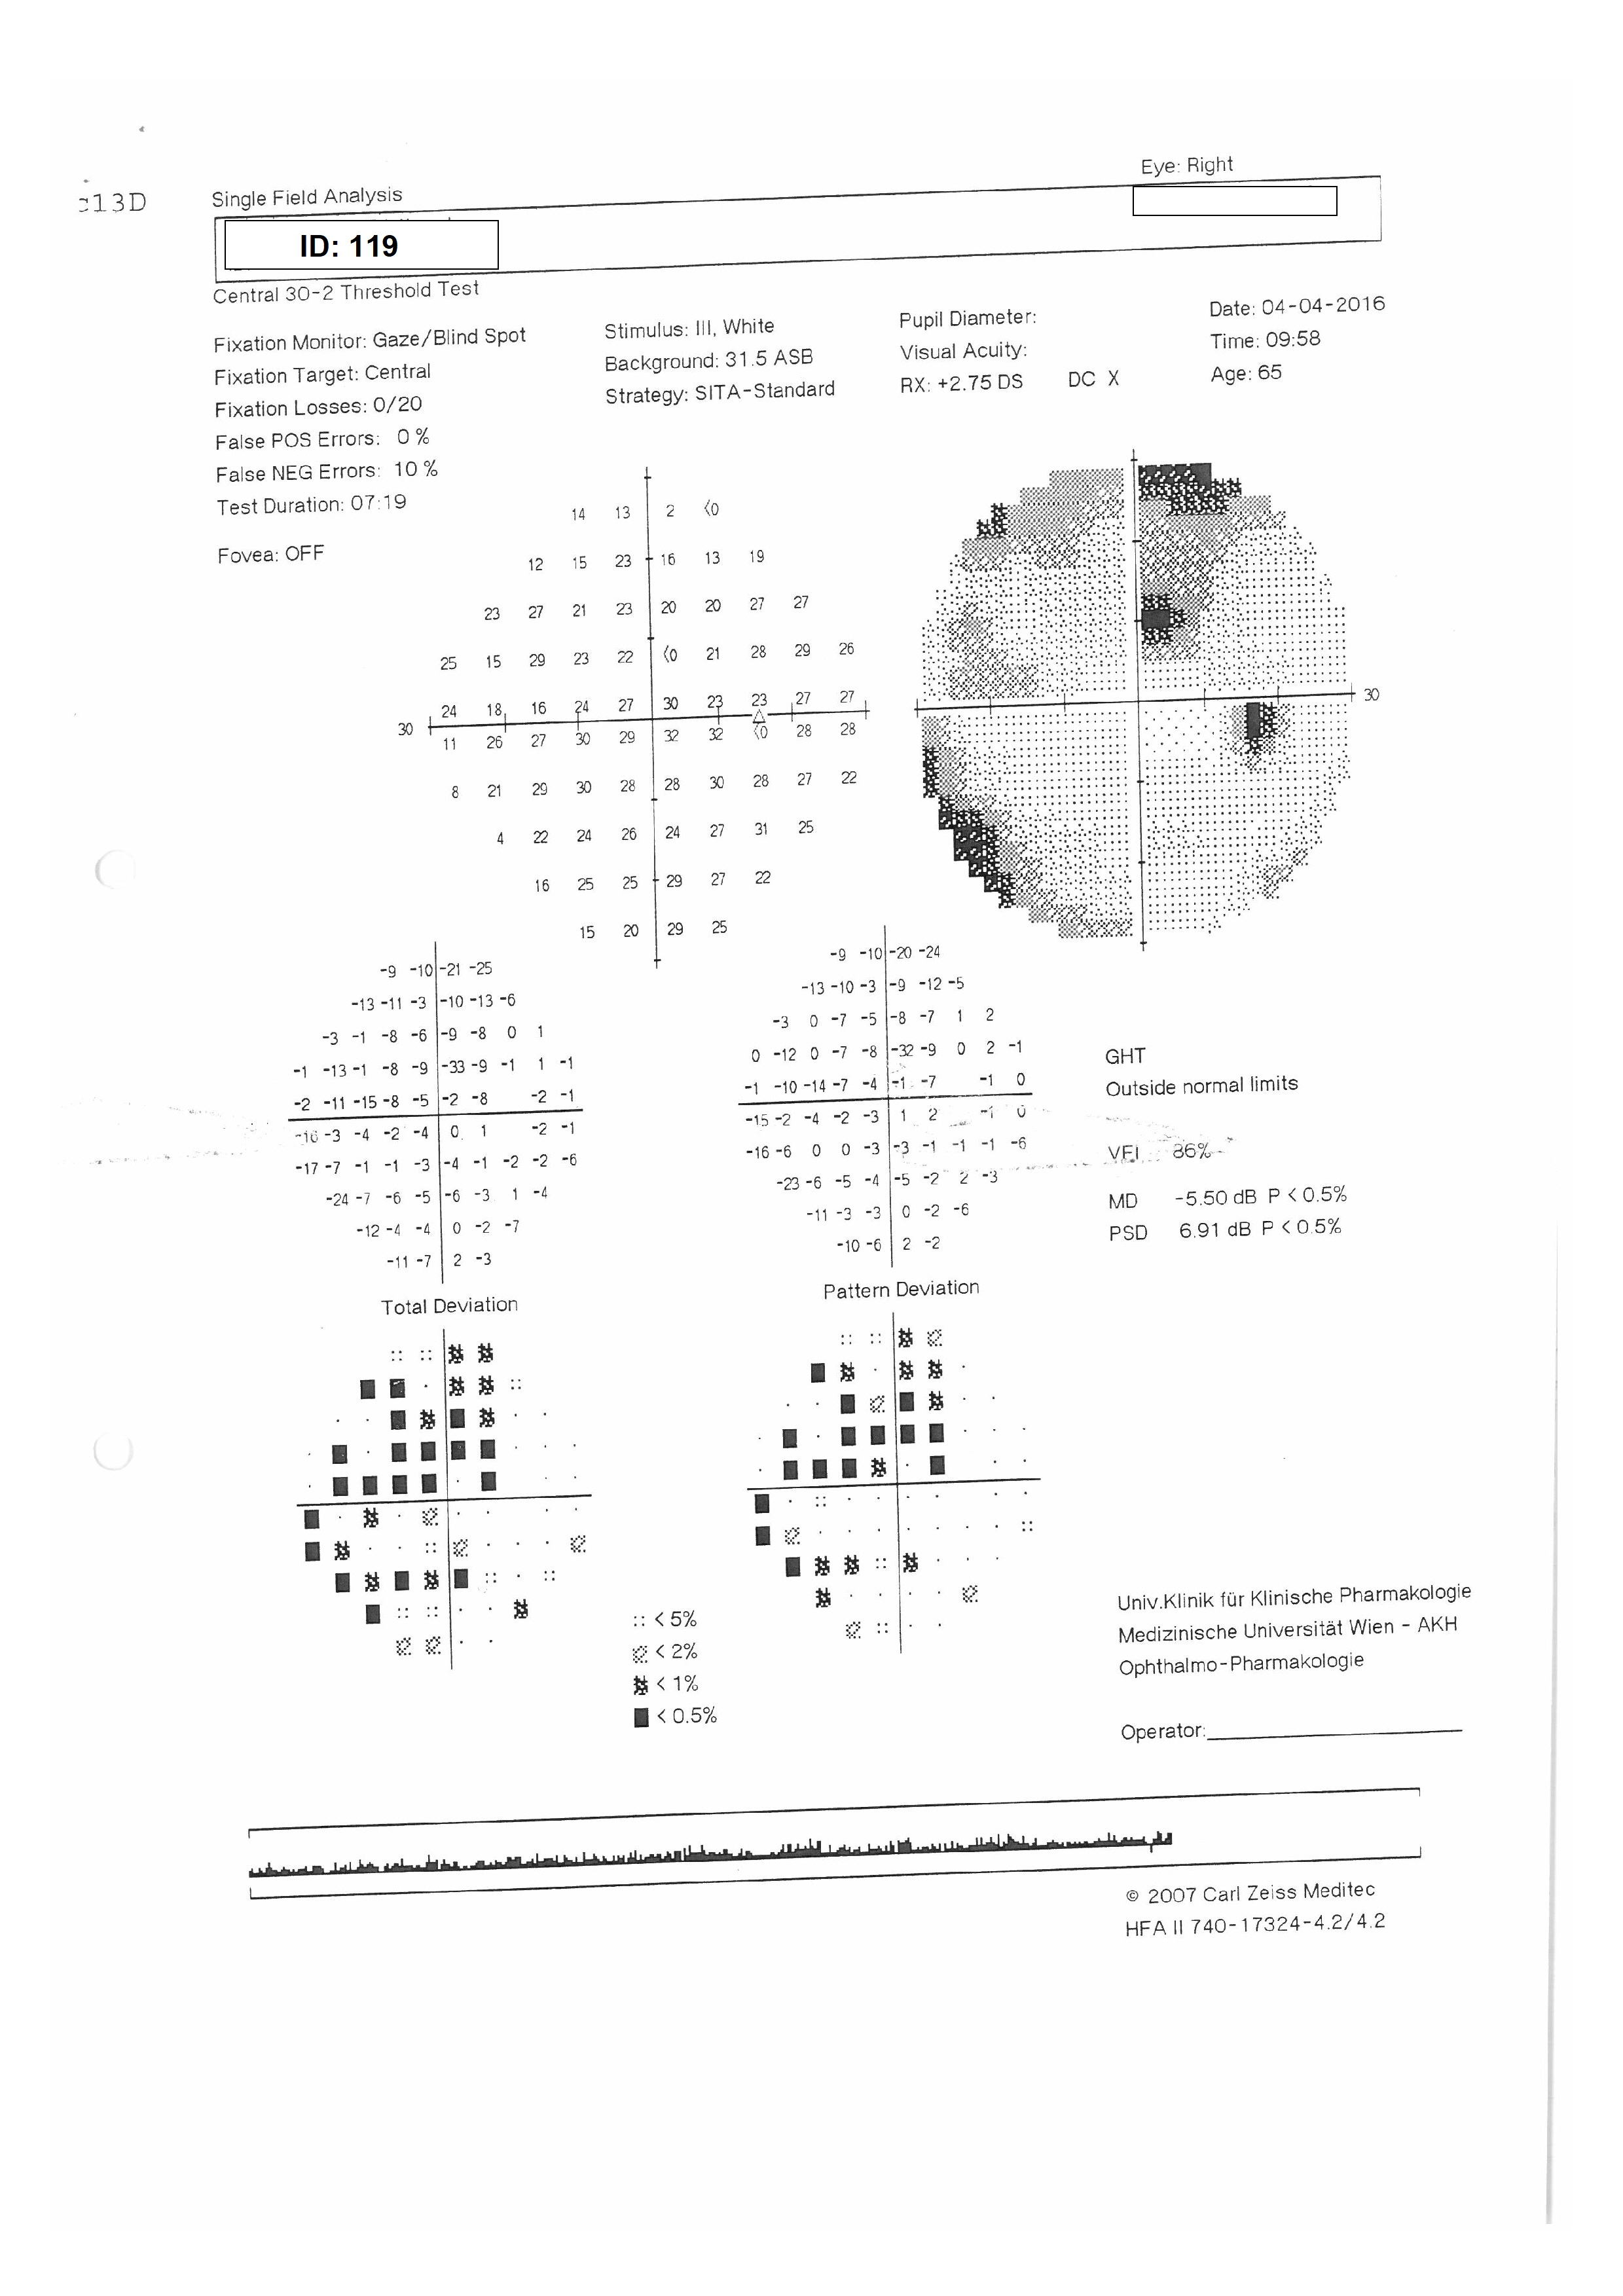 Eye: Right
13D
Single Field Analysis
ID: 119
Central 30-2 Threshold Test
Fixation Monitor: Gaze/Blind Spot
Fixation Target: Central
Fixation Losses: 0/20
False POS Errors: 0 %
False NEG Errors: 10 %
Test Duration: 07:19
Fovea: OFF
Stimulus: III, White
Background: 31.5 ASB
Strategy: SITA-Standard
Pupil Diameter:
Visual Acuity:
RX: +2.75 DS DC X
Date: 04-04-2016
Time: 09:58
Age: 65
14 13 2 <0
12 15 23 16 13 19
23 27 21 23 20 20 27 27
25 15 29 23 22 <0 21 28 29 26
24 18 16 24 27 30 23 23 27 27
30
11 26 27 30 29 32 32 <0 28 28
8 21 29 30 28 28 30 28 27 22
4 22 24 26 24 27 31 25
16 25 25 29 27 22
15 20 29 25
30
-9 -10 -21 -25
-13 -11 -3 -10 -13 -6
-3 -1 -8 -6 -9 -8 0 1
-1 -13 -1 -8 -9 -33 -9 -1 1 -1
-2 -11 -15 -8 -5 -2 -8 -2 -1
-16 -3 -4 -2 -4 0 1 -2 -1
-17 -7 -1 -1 -3 -4 -1 -2 -2 -6
-24 -7 -6 -5 -6 -3 1 -4
-12 -4 -4 0 -2 -7
-11 -7 2 -3
Total Deviation
-9 -10 -20 -24
-13 -10 -3 -9 -12 -5
-3 0 -7 -5 -8 -7 1 2
0 -12 0 -7 -8 -32 -9 0 2 -1
-1 -10 -14 -7 -4 -1 -7 -1 0
-15 -2 -4 -2 -3 1 2 -1 0
-16 -6 0 0 -3 -3 -1 -1 -1 -6
-23 -6 -5 -4 -5 -2 2 -3
-11 -3 -3 0 -2 -6
-10 -6 2 -2
Pattern Deviation
GHT
Outside normal limits
VFI 86%
MD -5.50 dB P < 0.5%
PSD 6.91 dB P < 0.5%
< 5%
< 2%
< 1%
< 0.5%
Univ.Klinik für Klinische Pharmakologie
Medizinische Universität Wien - AKH
Ophthalmo-Pharmakologie
Operator:
© 2007 Carl Zeiss Meditec
HFA II 740-17324-4.2/4.2